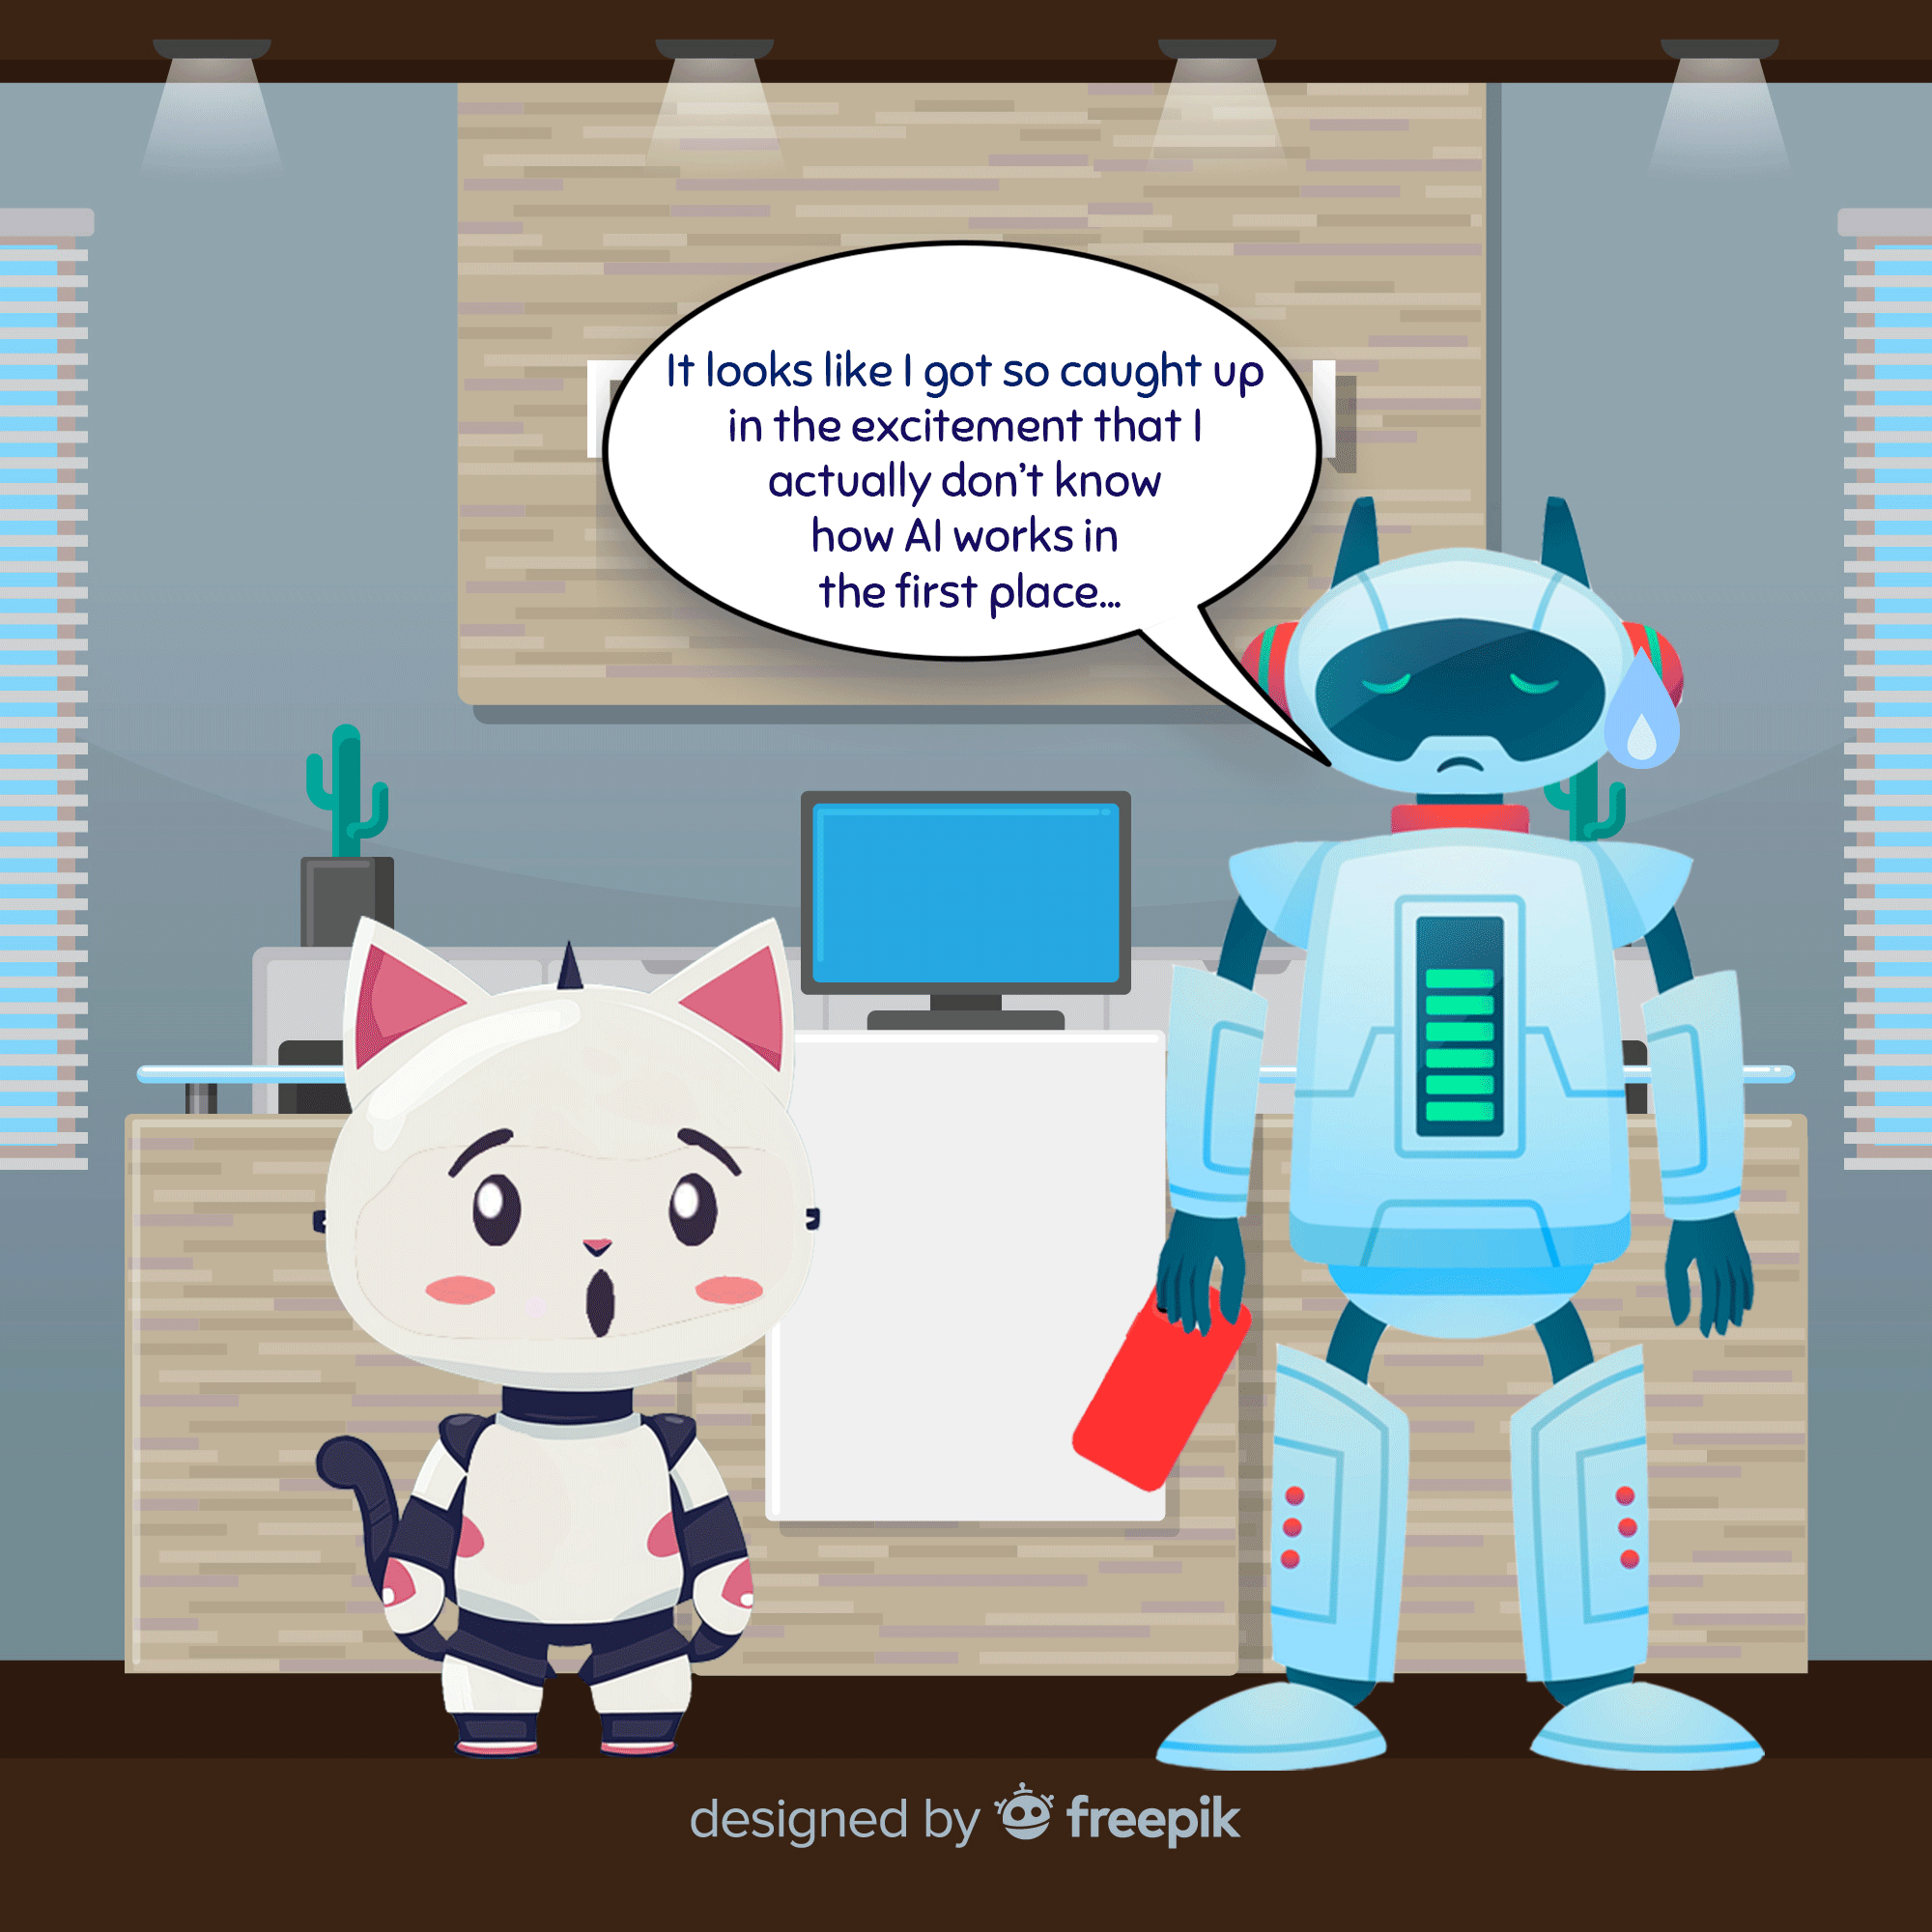 It looks like I got so caught up
in the excitement that I
actually don't know
how AI works in
the first place...
designed by freepik